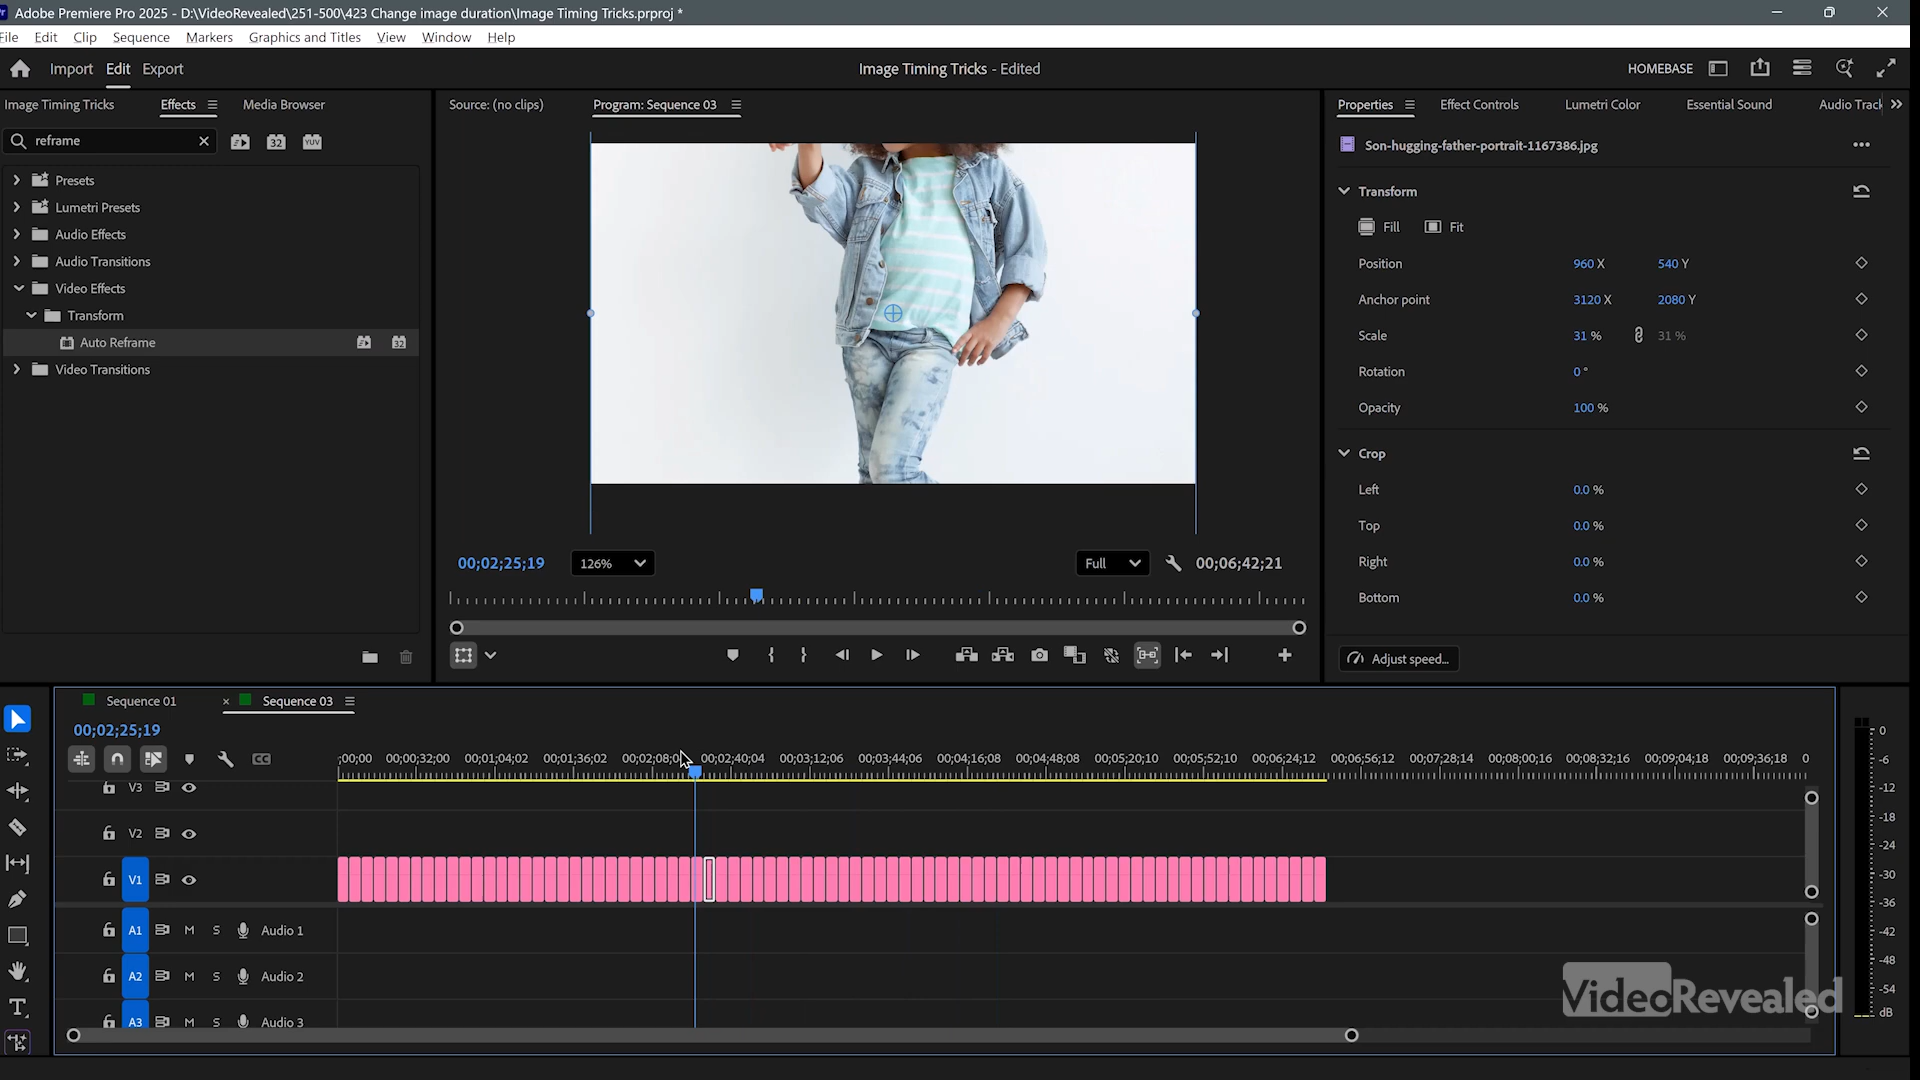 Adobe Premiere Pro 2025 - D:\VideoRevealed\251-500\423 Change image duration\Image Timing Tricks.prproj *
File Edit Clip Sequence Markers Graphics and Titles View Window Help
Import Edit Export
Image Timing Tricks - Edited
HOMEBASE
Image Timing Tricks Effects Media Browser
Source: (no clips) Program: Sequence 03
Properties Effect Controls Lumetri Color Essential Sound Audio Track
reframe
32 YUV
Presets
Lumetri Presets
Audio Effects
Audio Transitions
Video Effects
Transform
Auto Reframe
32
Video Transitions
00;02;25;19 126% Full 00;06;42;21
Son-hugging-father-portrait-1167386.jpg
Transform
Fill Fit
Position 960 X 540 Y
Anchor point 3120 X 2080 Y
Scale 31 % 31 %
Rotation 0 °
Opacity 100 %
Crop
Left 0.0 %
Top 0.0 %
Right 0.0 %
Bottom 0.0 %
Adjust speed...
Sequence 01 × Sequence 03
00;02;25;19
CC
;00;00 00;00;32;00 00;01;04;02 00;01;36;02 00;02;08;0 00;02;40;04 00;03;12;06 00;03;44;06 00;04;16;08 00;04;48;08 00;05;20;10 00;05;52;10 00;06;24;12 00;06;56;12 00;07;28;14 00;08;00;16 00;08;32;16 00;09;04;18 00;09;36;18 0
V3
V2
V1
A1 M S Audio 1
A2 M S Audio 2
A3 M S Audio 3
0
-6
-12
-18
-24
-30
-36
-42
-48
-54
dB
VideoRevealed